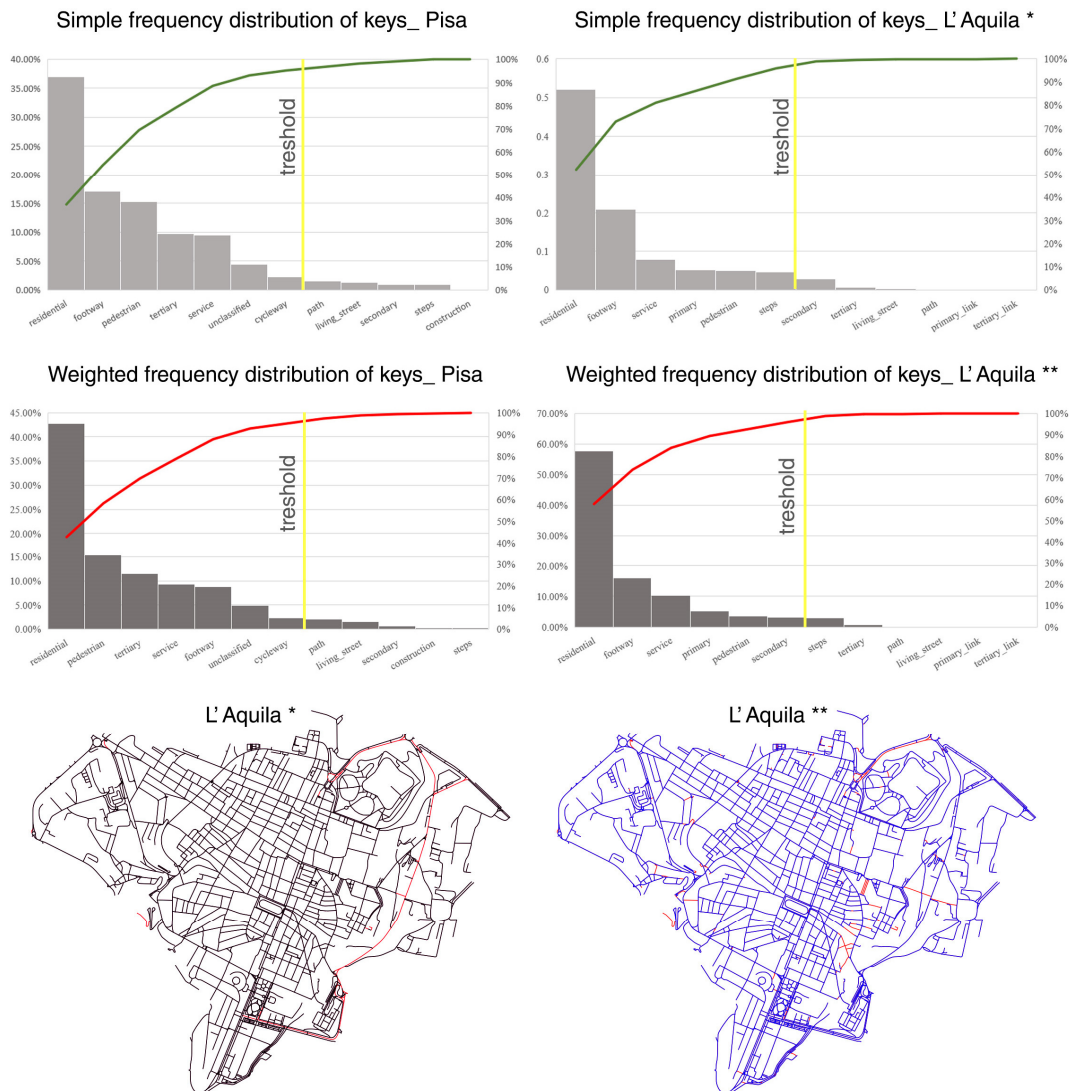 Simple frequency distribution of keys_ Pisa
40.00%
35.00%
30.00%
25.00%
20.00%
15.00%
10.00%
5.00%
0.00%
100%
90%
80%
70%
60%
50%
40%
30%
20%
10%
0%
treshold
residential
footway
pedestrian
tertiary
service
unclassified
cycleway
path
living_street
secondary
steps
construction
Simple frequency distribution of keys_ L' Aquila *
0.6
0.5
0.4
0.3
0.2
0.1
0
100%
90%
80%
70%
60%
50%
40%
30%
20%
10%
0%
treshold
residential
footway
service
primary
pedestrian
steps
secondary
tertiary
living_street
path
primary_link
tertiary_link
Weighted frequency distribution of keys_ Pisa
45.00%
40.00%
35.00%
30.00%
25.00%
20.00%
15.00%
10.00%
5.00%
0.00%
100%
90%
80%
70%
60%
50%
40%
30%
20%
10%
0%
treshold
residential
pedestrian
tertiary
service
footway
unclassified
cycleway
path
living_street
secondary
construction
steps
Weighted frequency distribution of keys_ L' Aquila **
70.00%
60.00%
50.00%
40.00%
30.00%
20.00%
10.00%
0.00%
100%
90%
80%
70%
60%
50%
40%
30%
20%
10%
0%
treshold
residential
footway
service
primary
pedestrian
secondary
steps
tertiary
path
living_street
primary_link
tertiary_link
L' Aquila *
L' Aquila **